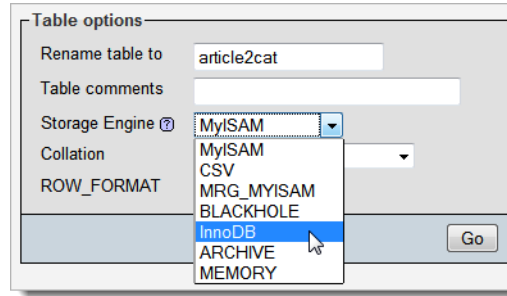 Table options
Rename table to article2cat
Table comments
Storage Engine MyISAM
Collation
MyISAM
CSV
ROW_FORMAT
MRG_MYISAM
BLACKHOLE
InnoDB
Go
ARCHIVE
MEMORY